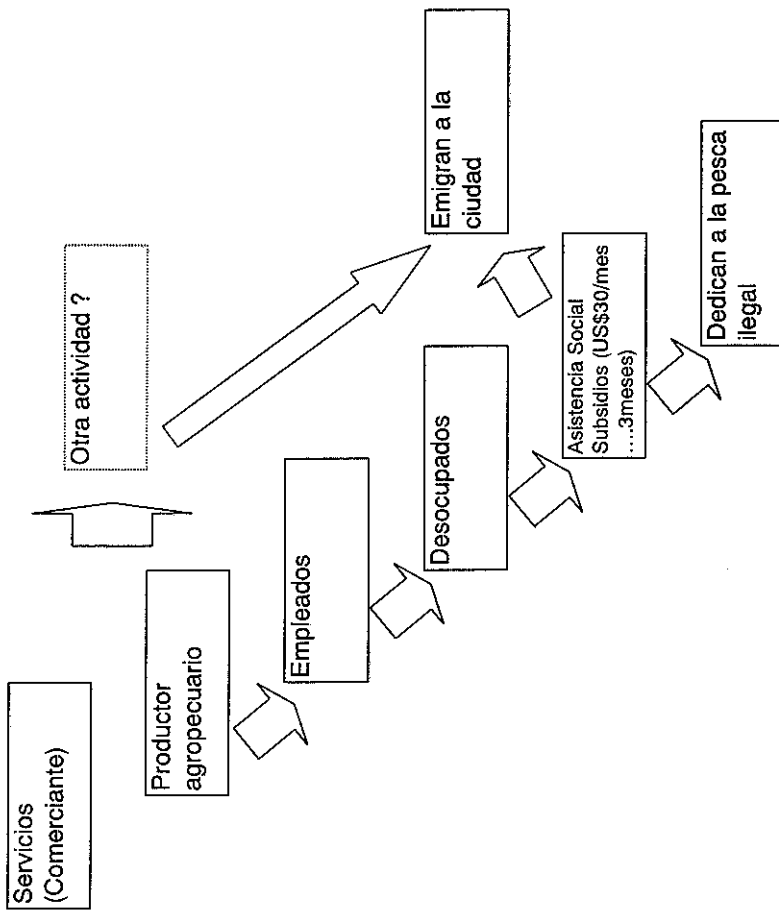 Servicios
(Comerciante)
Productor
agropecuario
Otra actividad ?
Empleados
Desocupados
Emigran a la
ciudad
Asistencia Social
Subsidios (US$30/mes
....3meses)
Dedican a la pesca
ilegal